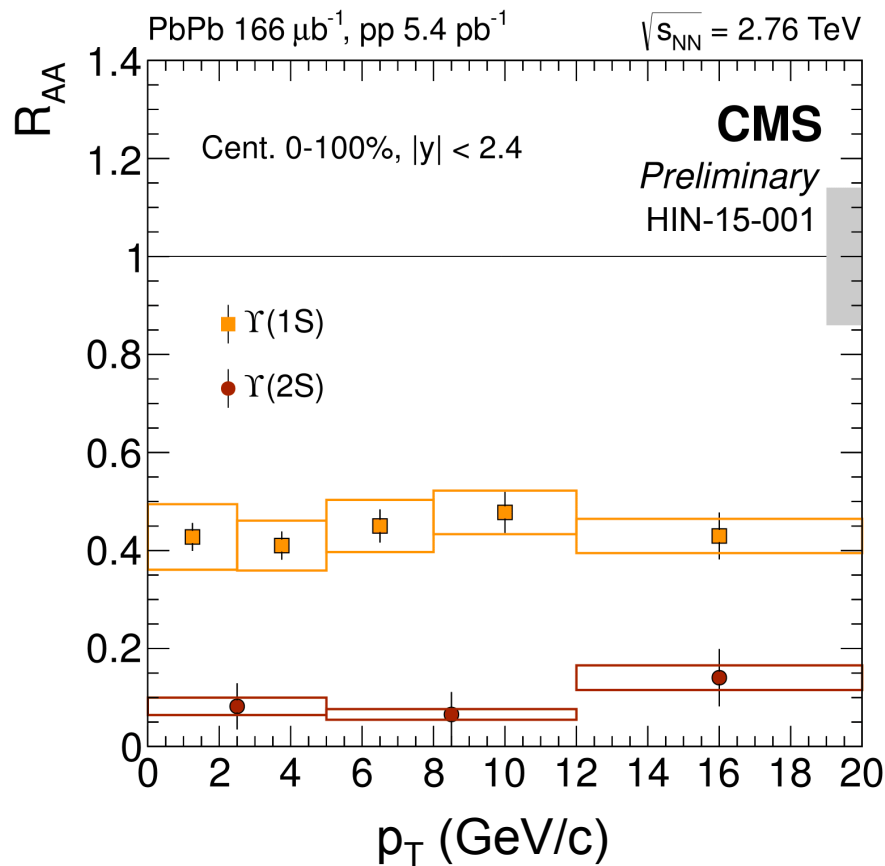 PbPb 166 μb⁻¹, pp 5.4 pb⁻¹
√s_NN = 2.76 TeV
R_AA
1.4
1.2
1
0.8
0.6
0.4
0.2
0
CMS
Preliminary
HIN-15-001
Cent. 0-100%, |y| < 2.4
ϒ(1S)
ϒ(2S)
0 2 4 6 8 10 12 14 16 18 20
p_T (GeV/c)